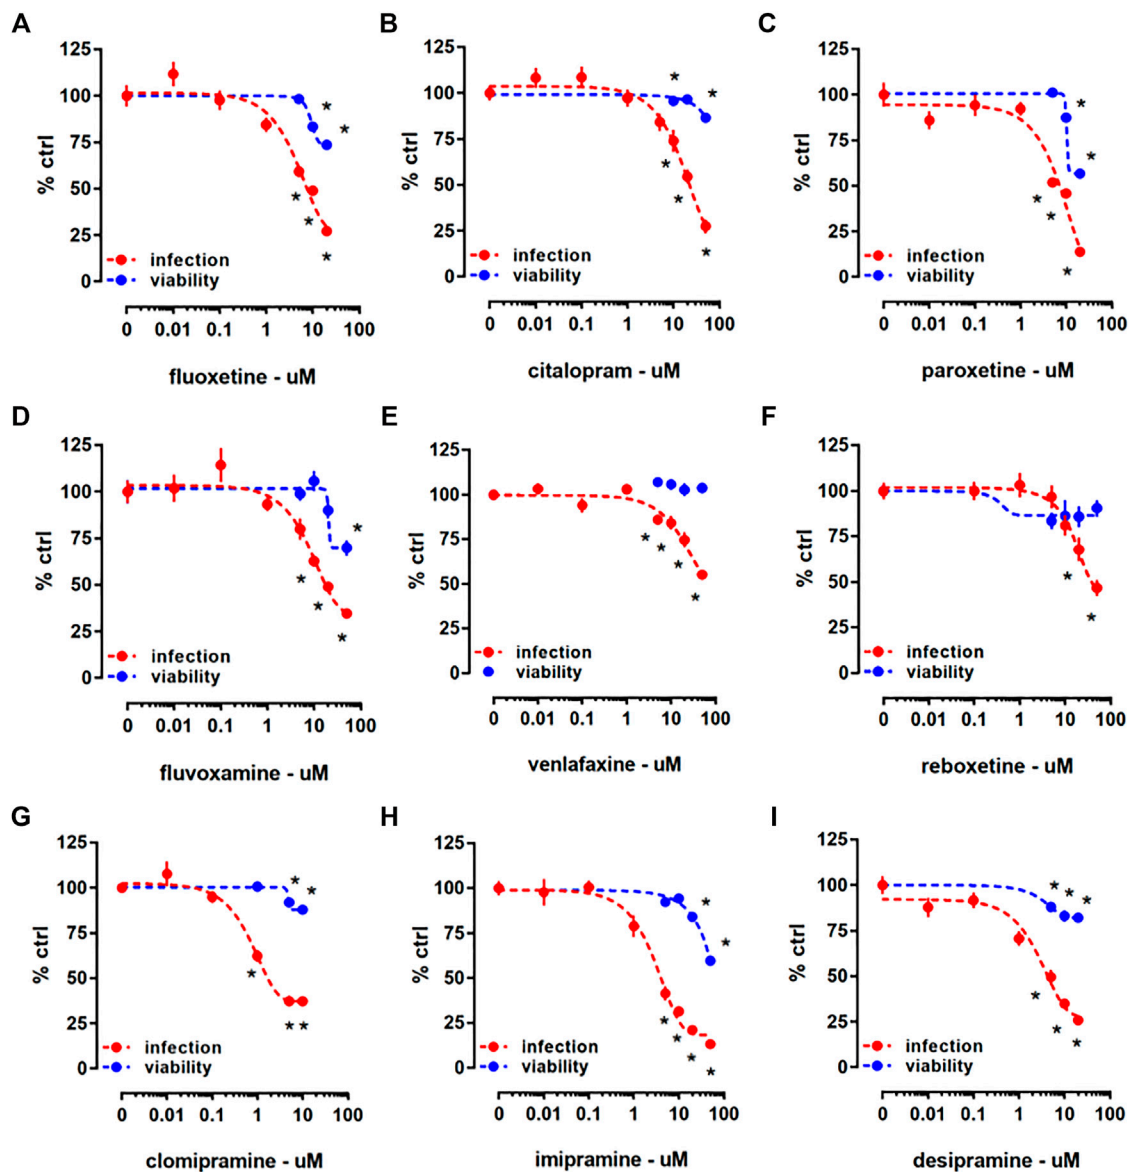 A
125
100
75
50
25
0
% ctrl
*
*
*
*
*
infection
viability
0 0.01 0.1 1 10 100
fluoxetine - uM
B
125
100
75
50
25
0
% ctrl
*
*
*
*
*
infection
viability
0 0.01 0.1 1 10 100
citalopram - uM
C
125
100
75
50
25
0
% ctrl
*
*
*
*
*
infection
viability
0 0.01 0.1 1 10 100
paroxetine - uM
D
125
100
75
50
25
0
% ctrl
*
*
*
*
infection
viability
0 0.01 0.1 1 10 100
fluvoxamine - uM
E
125
100
75
50
25
0
% ctrl
*
*
*
*
infection
viability
0 0.01 0.1 1 10 100
venlafaxine - uM
F
125
100
75
50
25
0
% ctrl
*
*
infection
viability
0 0.01 0.1 1 10 100
reboxetine - uM
G
125
100
75
50
25
0
% ctrl
*
*
*
* *
infection
viability
0 0.01 0.1 1 10 100
clomipramine - uM
H
125
100
75
50
25
0
% ctrl
*
*
*
*
*
*
infection
viability
0 0.01 0.1 1 10 100
imipramine - uM
I
125
100
75
50
25
0
% ctrl
*
*
*
*
*
*
infection
viability
0 0.01 0.1 1 10 100
desipramine - uM